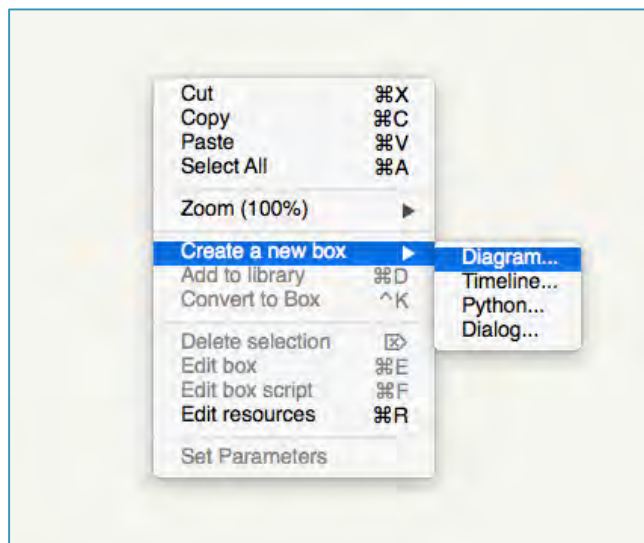 Cut ⌘X
Copy ⌘C
Paste ⌘V
Select All ⌘A
Zoom (100%) ▶
Create a new box ▶
Diagram...
Add to library ⌘D
Timeline...
Convert to Box ^K
Python...
Dialog...
Delete selection ⌦
Edit box ⌘E
Edit box script ⌘F
Edit resources ⌘R
Set Parameters